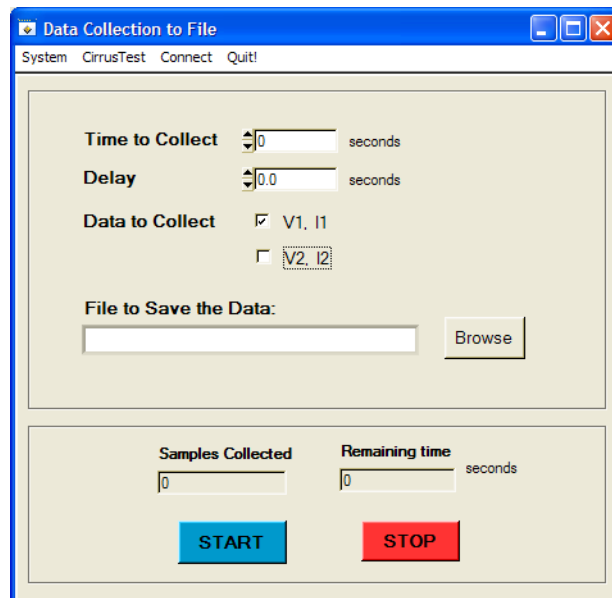 Data Collection to File
System CirrusTest Connect Quit!
Time to Collect 0 seconds
Delay 0.0 seconds
Data to Collect V1, I1
V2, I2
File to Save the Data:
Browse
Samples Collected Remaining time
0 0 seconds
START STOP